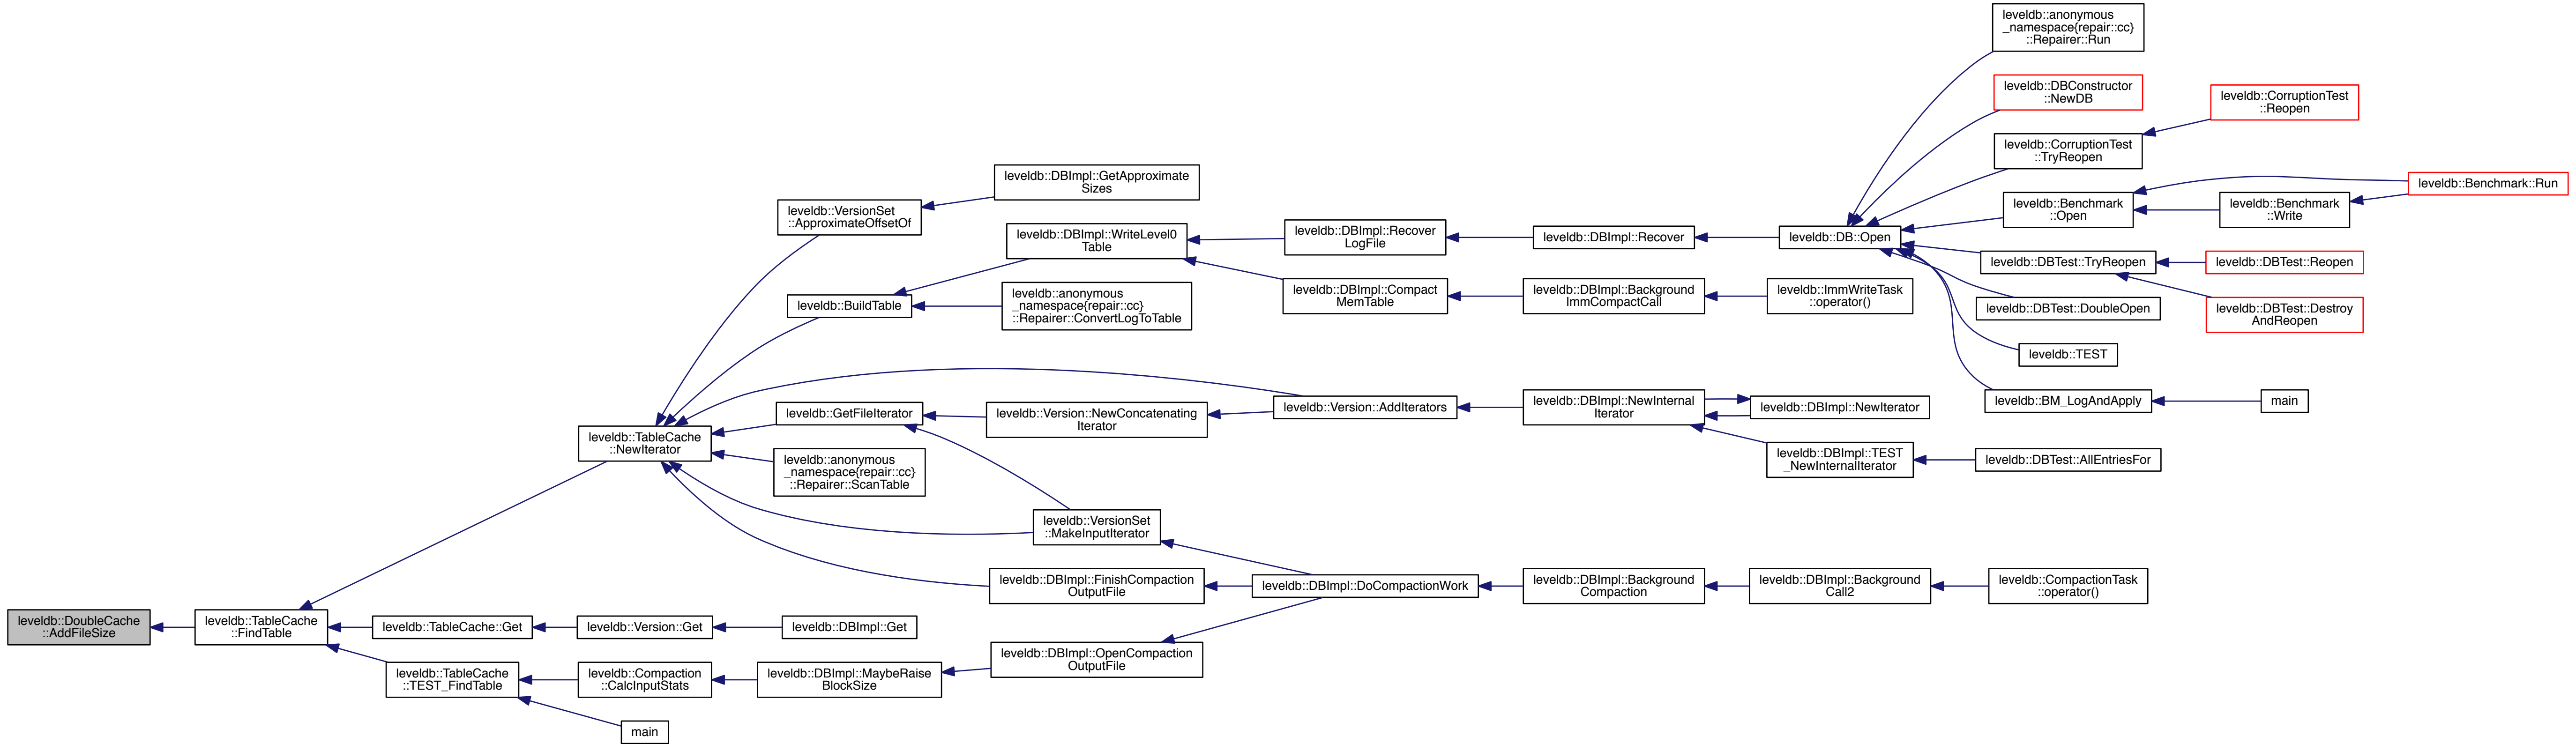 leveldb::DoubleCache
::AddFileSize
leveldb::TableCache
::FindTable
leveldb::TableCache
::NewIterator
leveldb::TableCache::Get
leveldb::TableCache
::TEST_FindTable
leveldb::VersionSet
::ApproximateOffsetOf
leveldb::DBImpl::GetApproximate
Sizes
leveldb::BuildTable
leveldb::DBImpl::WriteLevel0
Table
leveldb::anonymous
_namespace{repair::cc}
::Repairer::ConvertLogToTable
leveldb::DBImpl::Recover
LogFile
leveldb::DBImpl::Compact
MemTable
leveldb::DBImpl::Recover
leveldb::DBImpl::Background
ImmCompactCall
leveldb::DB::Open
leveldb::ImmWriteTask
::operator()
leveldb::anonymous
_namespace{repair::cc}
::Repairer::Run
leveldb::DBConstructor
::NewDB
leveldb::CorruptionTest
::TryReopen
leveldb::CorruptionTest
::Reopen
leveldb::Benchmark
::Open
leveldb::Benchmark
::Write
leveldb::Benchmark::Run
leveldb::DBTest::TryReopen
leveldb::DBTest::Reopen
leveldb::DBTest::Destroy
AndReopen
leveldb::DBTest::DoubleOpen
leveldb::TEST
leveldb::BM_LogAndApply
main
leveldb::GetFileIterator
leveldb::Version::NewConcatenating
Iterator
leveldb::Version::AddIterators
leveldb::DBImpl::NewInternal
Iterator
leveldb::DBImpl::NewIterator
leveldb::DBImpl::TEST
_NewInternalIterator
leveldb::DBTest::AllEntriesFor
leveldb::anonymous
_namespace{repair::cc}
::Repairer::ScanTable
leveldb::VersionSet
::MakeInputIterator
leveldb::DBImpl::FinishCompaction
OutputFile
leveldb::DBImpl::DoCompactionWork
leveldb::DBImpl::Background
Compaction
leveldb::DBImpl::Background
Call2
leveldb::CompactionTask
::operator()
leveldb::Version::Get
leveldb::DBImpl::Get
leveldb::Compaction
::CalcInputStats
leveldb::DBImpl::MaybeRaise
BlockSize
leveldb::DBImpl::OpenCompaction
OutputFile
main